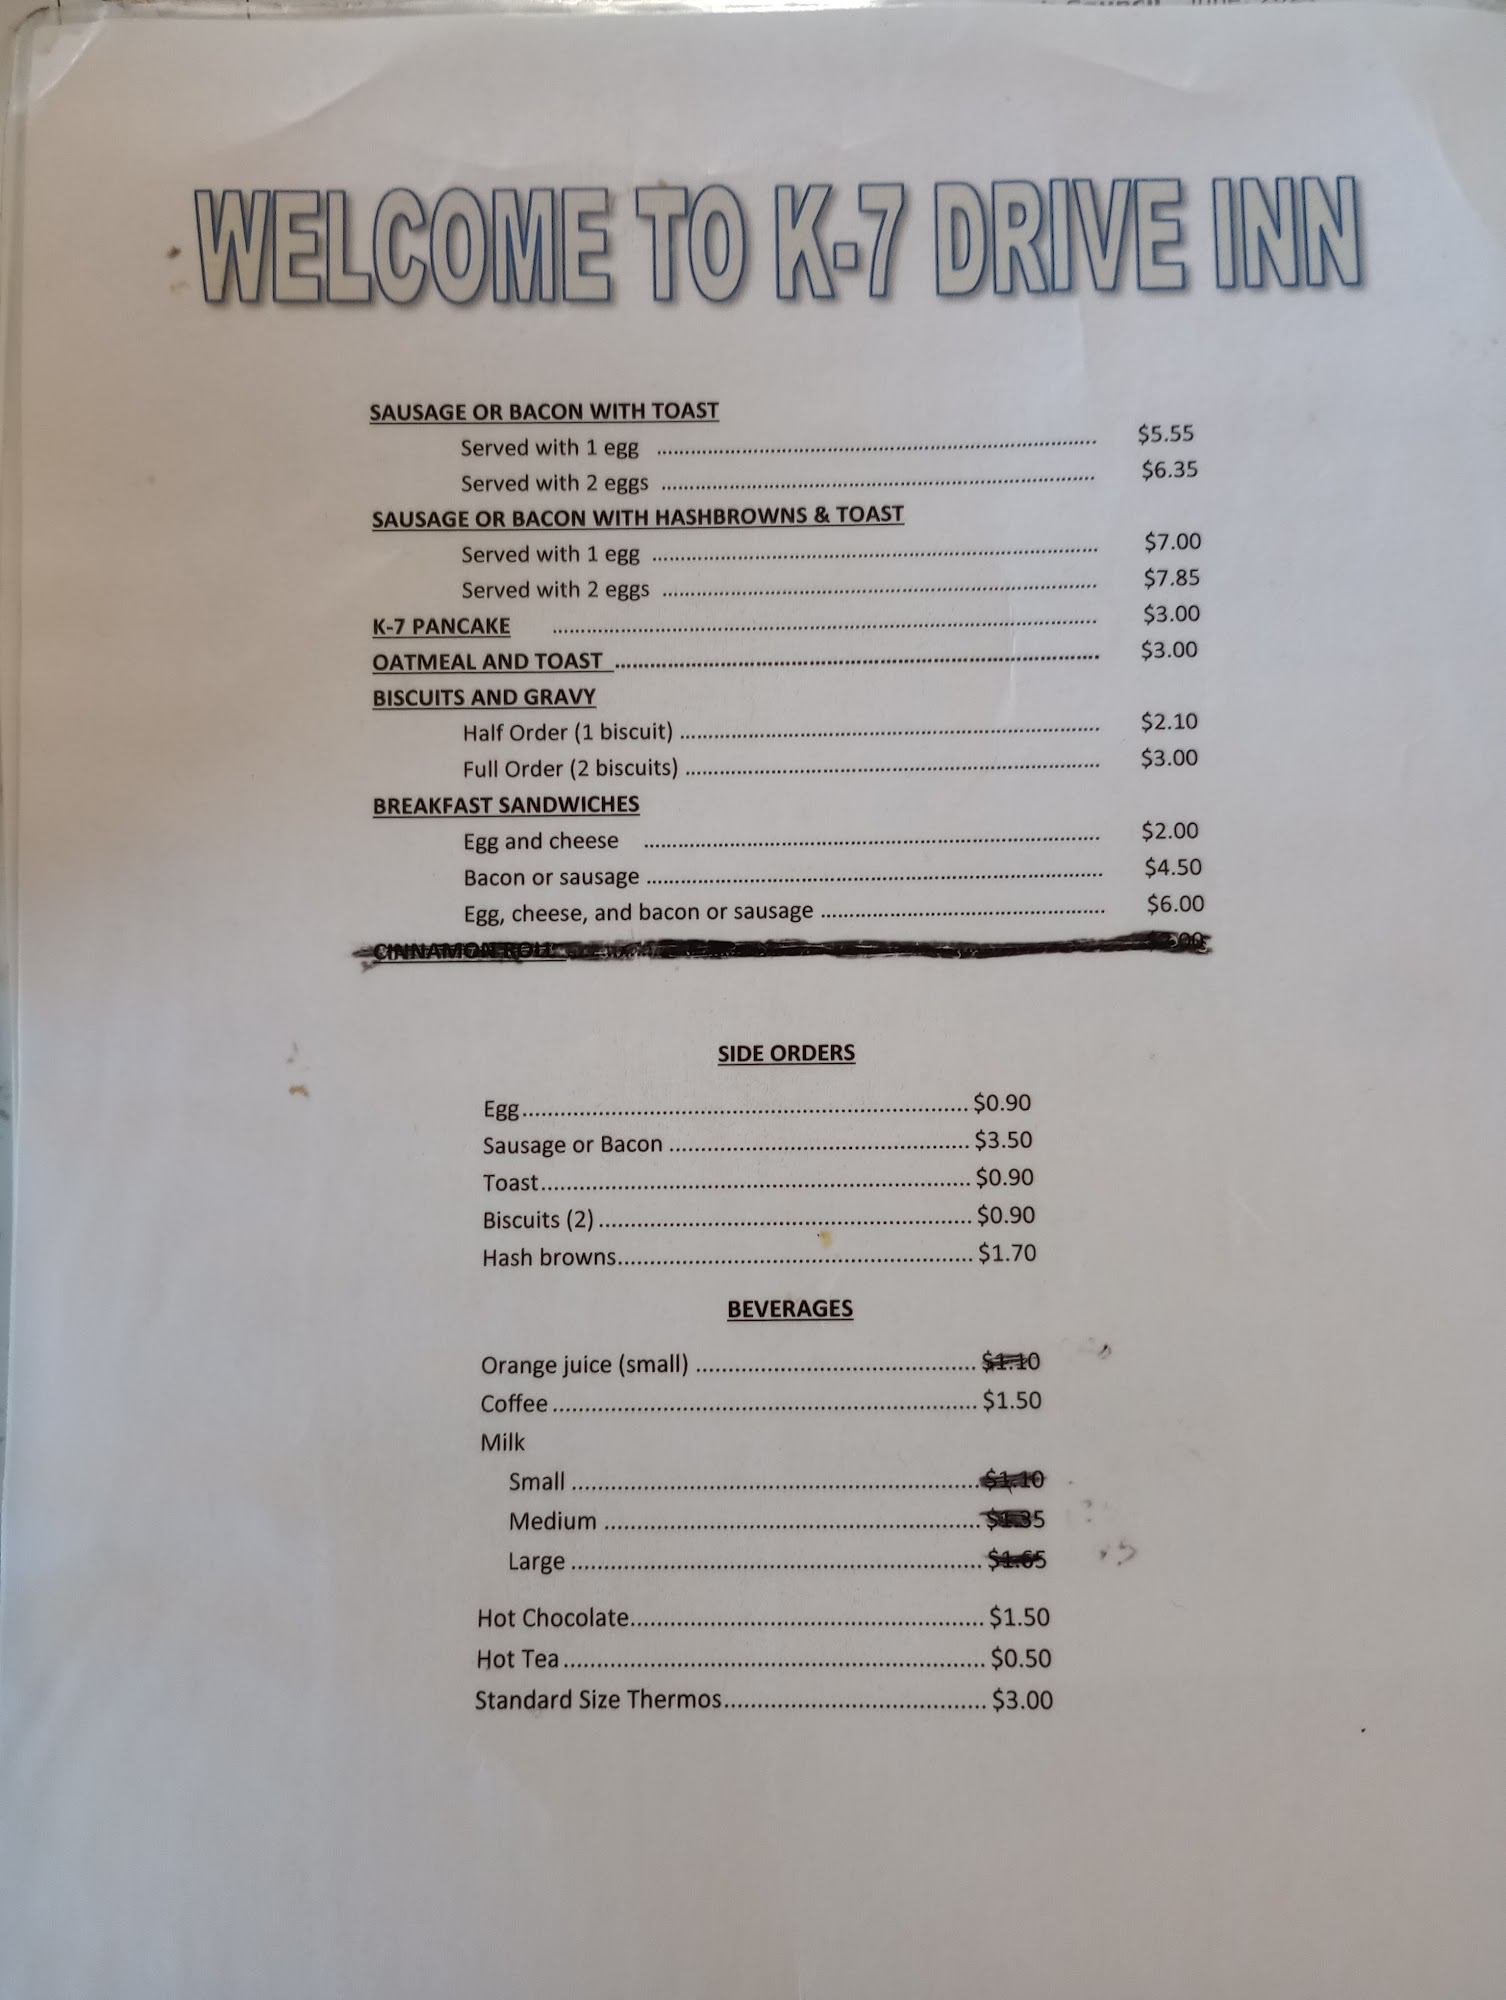 WELCOME TO K-7 DRIVE INN
SAUSAGE OR BACON WITH TOAST
Served with 1 egg ........ $5.55
Served with 2 eggs ........ $6.35
SAUSAGE OR BACON WITH HASHBROWNS & TOAST
Served with 1 egg ........ $7.00
Served with 2 eggs ........ $7.85
K-7 PANCAKE ........ $3.00
OATMEAL AND TOAST ........ $3.00
BISCUITS AND GRAVY
Half Order (1 biscuit) ........ $2.10
Full Order (2 biscuits) ........ $3.00
BREAKFAST SANDWICHES
Egg and cheese ........ $2.00
Bacon or sausage ........ $4.50
Egg, cheese, and bacon or sausage ........ $6.00
CINNAMON ROLL
SIDE ORDERS
Egg ........ $0.90
Sausage or Bacon ........ $3.50
Toast ........ $0.90
Biscuits (2) ........ $0.90
Hash browns ........ $1.70
BEVERAGES
Orange juice (small) ........ $1.10
Coffee ........ $1.50
Milk
Small ........ $1.10
Medium ........ $1.35
Large ........ $1.65
Hot Chocolate ........ $1.50
Hot Tea ........ $0.50
Standard Size Thermos ........ $3.00